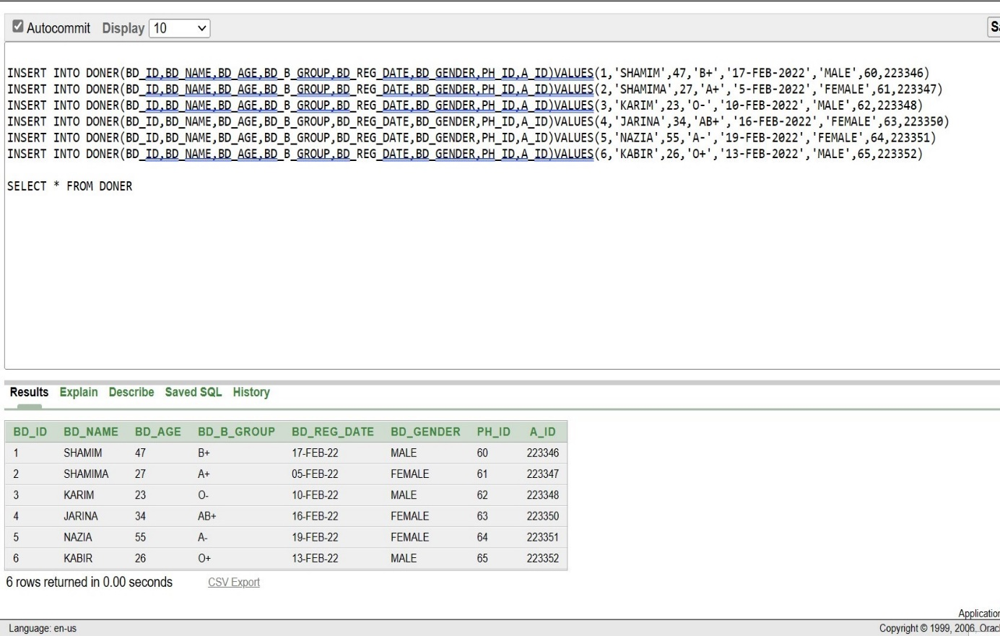 Autocommit Display 10
INSERT INTO DONER(BD_ID,BD_NAME,BD_AGE,BD_B_GROUP,BD_REG_DATE,BD_GENDER,PH_ID,A_ID)VALUES(1,'SHAMIM',47,'B+','17-FEB-2022','MALE',60,223346)
INSERT INTO DONER(BD_ID,BD_NAME,BD_AGE,BD_B_GROUP,BD_REG_DATE,BD_GENDER,PH_ID,A_ID)VALUES(2,'SHAMIMA',27,'A+','5-FEB-2022','FEMALE',61,223347)
INSERT INTO DONER(BD_ID,BD_NAME,BD_AGE,BD_B_GROUP,BD_REG_DATE,BD_GENDER,PH_ID,A_ID)VALUES(3,'KARIM',23,'O-','10-FEB-2022','MALE',62,223348)
INSERT INTO DONER(BD_ID,BD_NAME,BD_AGE,BD_B_GROUP,BD_REG_DATE,BD_GENDER,PH_ID,A_ID)VALUES(4,'JARINA',34,'AB+','16-FEB-2022','FEMALE',63,223350)
INSERT INTO DONER(BD_ID,BD_NAME,BD_AGE,BD_B_GROUP,BD_REG_DATE,BD_GENDER,PH_ID,A_ID)VALUES(5,'NAZIA',55,'A-','19-FEB-2022','FEMALE',64,223351)
INSERT INTO DONER(BD_ID,BD_NAME,BD_AGE,BD_B_GROUP,BD_REG_DATE,BD_GENDER,PH_ID,A_ID)VALUES(6,'KABIR',26,'O+','13-FEB-2022','MALE',65,223352)
SELECT * FROM DONER
Results Explain Describe Saved SQL History
BD_ID BD_NAME BD_AGE BD_B_GROUP BD_REG_DATE BD_GENDER PH_ID A_ID
1 SHAMIM 47 B+ 17-FEB-22 MALE 60 223346
2 SHAMIMA 27 A+ 05-FEB-22 FEMALE 61 223347
3 KARIM 23 O- 10-FEB-22 MALE 62 223348
4 JARINA 34 AB+ 16-FEB-22 FEMALE 63 223350
5 NAZIA 55 A- 19-FEB-22 FEMALE 64 223351
6 KABIR 26 O+ 13-FEB-22 MALE 65 223352
6 rows returned in 0.00 seconds CSV Export
Language: en-us Copyright © 1999, 2006,